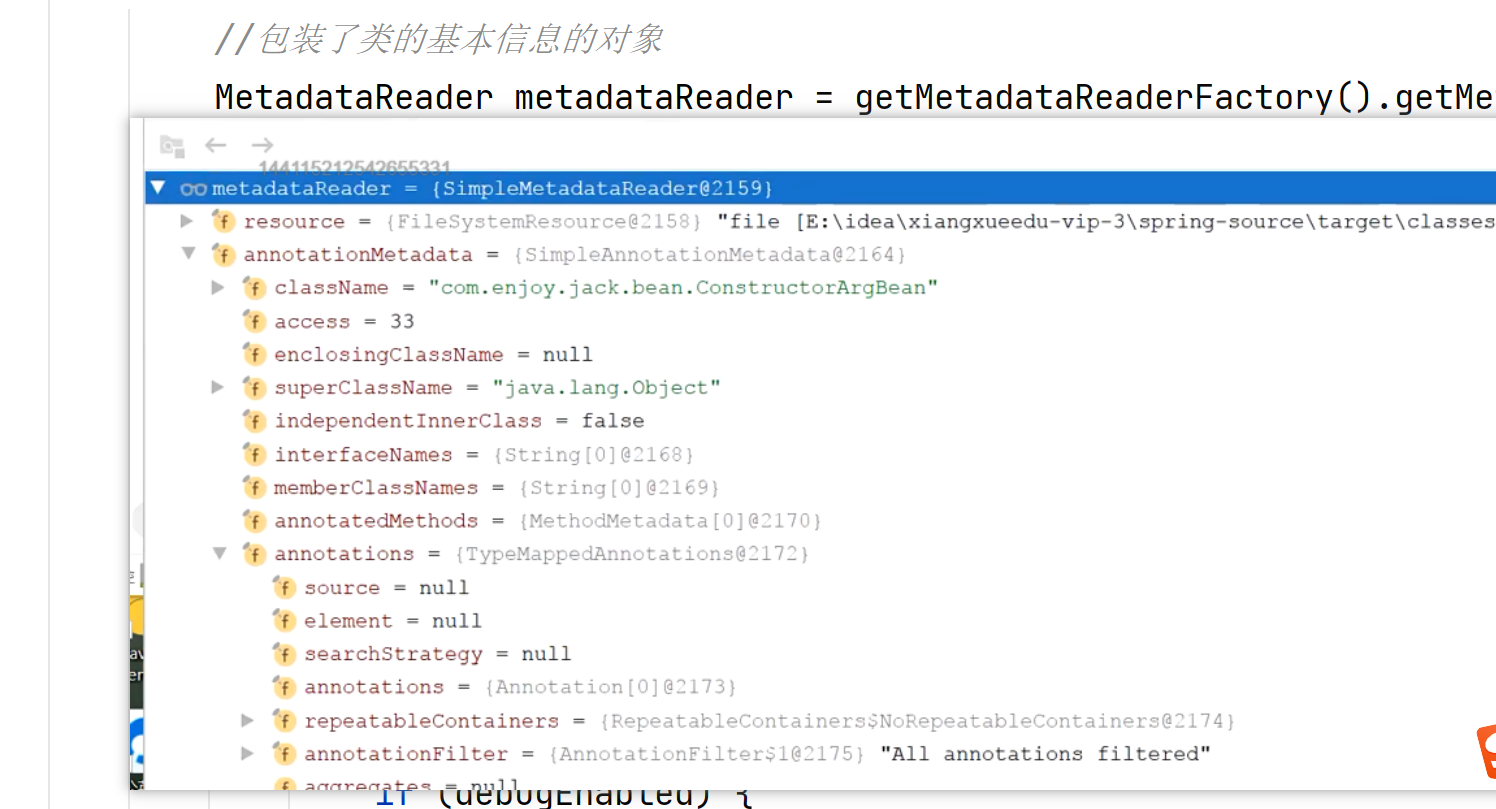 //包装了类的基本信息的对象
MetadataReader metadataReader = getMetadataReaderFactory().getMe
144115212542655331
metadataReader = {SimpleMetadataReader@2159}
resource = {FileSystemResource@2158} "file [E:\idea\xiangxueedu-vip-3\spring-source\target\classes
annotationMetadata = {SimpleAnnotationMetadata@2164}
className = "com.enjoy.jack.bean.ConstructorArgBean"
access = 33
enclosingClassName = null
superClassName = "java.lang.Object"
independentInnerClass = false
interfaceNames = {String[0]@2168}
memberClassNames = {String[0]@2169}
annotatedMethods = {MethodMetadata[0]@2170}
annotations = {TypeMappedAnnotations@2172}
source = null
element = null
searchStrategy = null
annotations = {Annotation[0]@2173}
repeatableContainers = {RepeatableContainers$NoRepeatableContainers@2174}
annotationFilter = {AnnotationFilter$1@2175} "All annotations filtered"
aggregates = null
if (debugEnabled) {